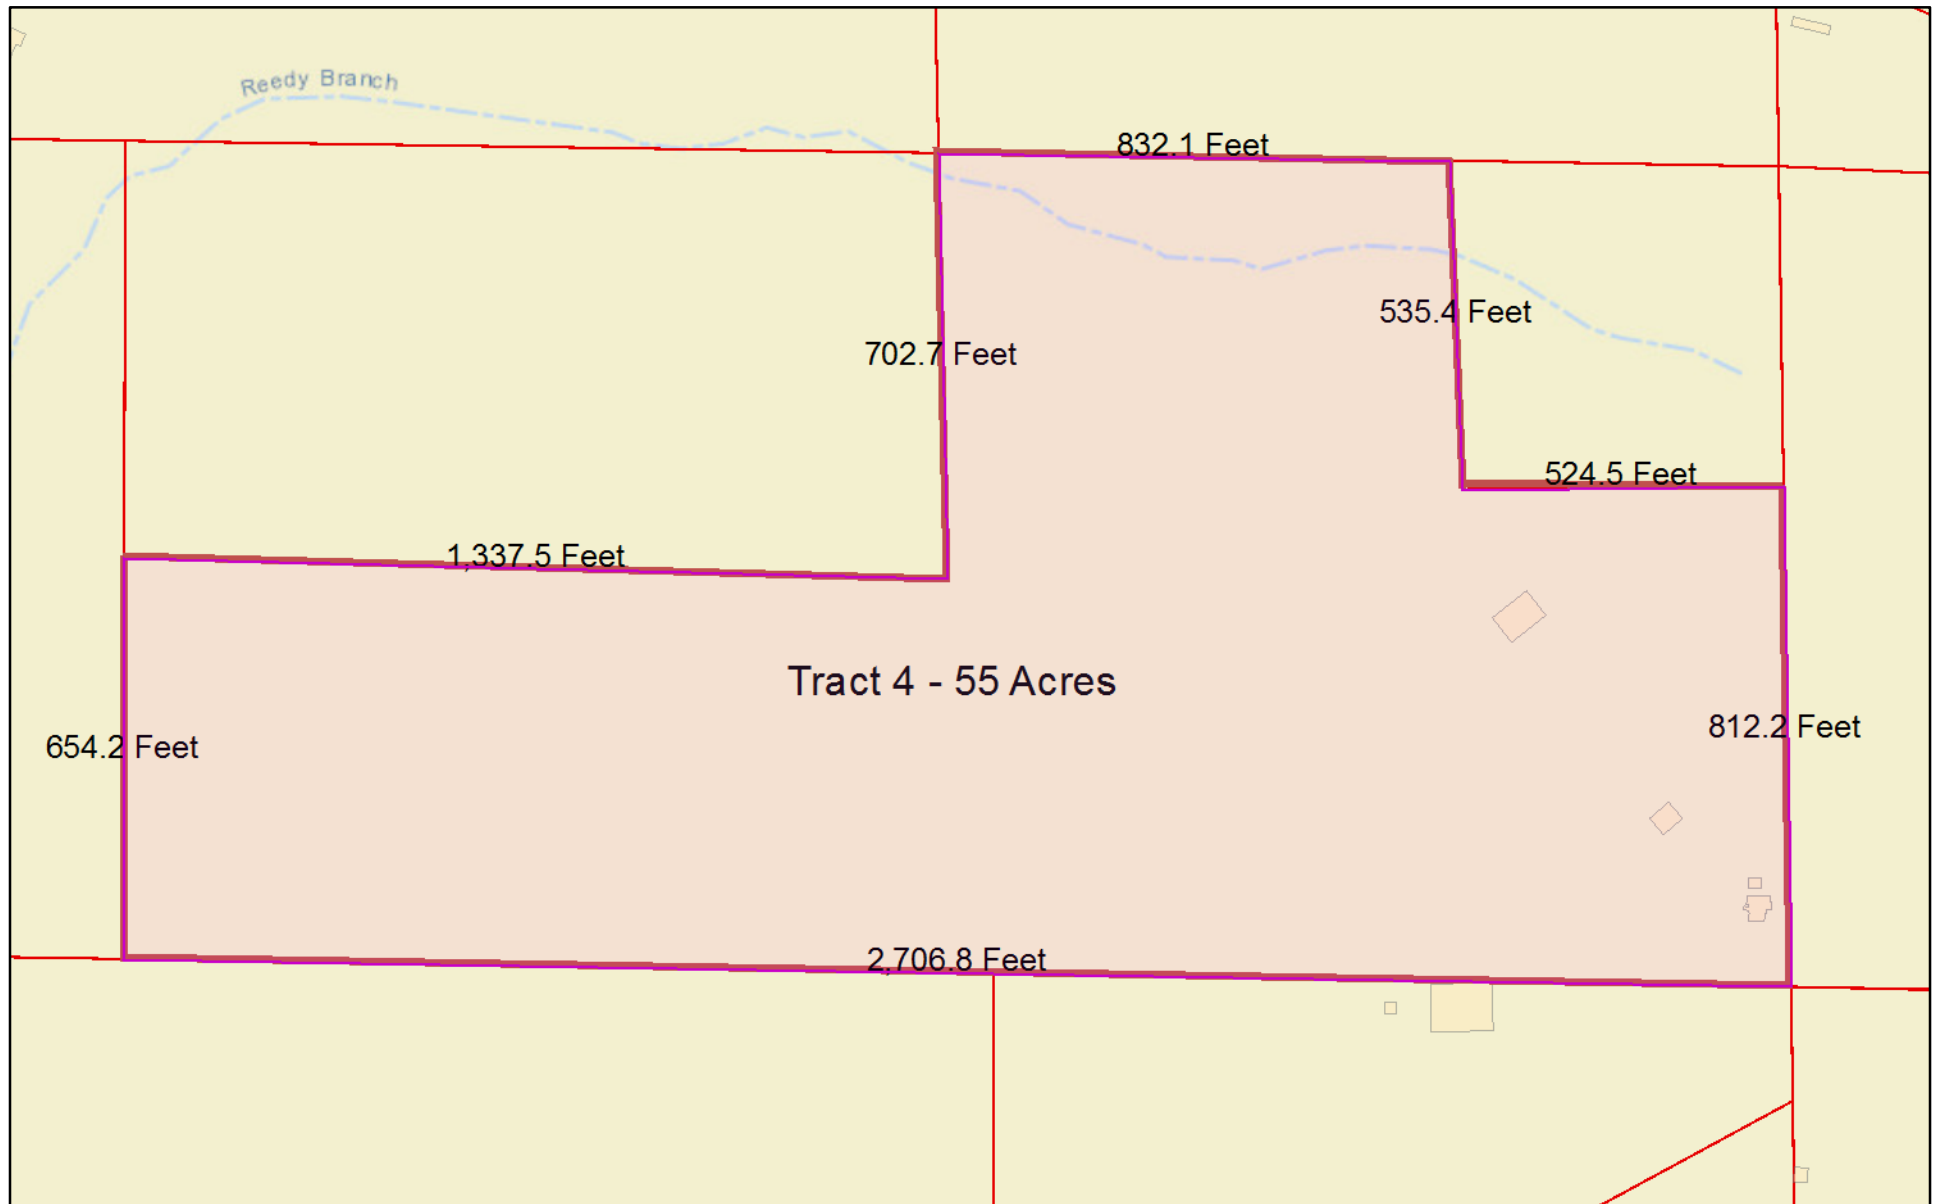 Reedy Branch
832.1 Feet
535.4 Feet
702.7 Feet
524.5 Feet
1,337.5 Feet
Tract 4 - 55 Acres
812.2 Feet
654.2 Feet
2,706.8 Feet